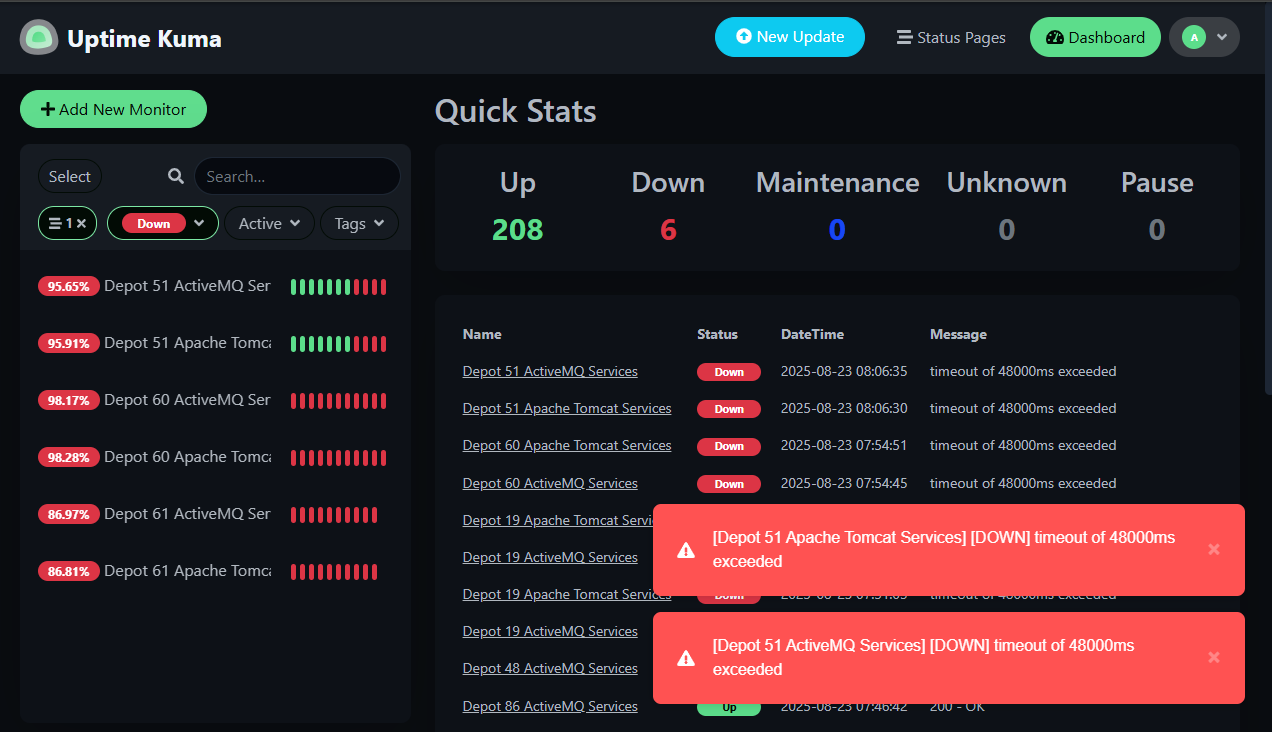 Uptime Kuma
New Update
Status Pages
Dashboard
A
Add New Monitor
Select
Search...
1
Down
Active
Tags
95.65% Depot 51 ActiveMQ Ser
95.91% Depot 51 Apache Tomca
98.17% Depot 60 ActiveMQ Ser
98.28% Depot 60 Apache Tomca
86.97% Depot 61 ActiveMQ Ser
86.81% Depot 61 Apache Tomca
Quick Stats
Up Down Maintenance Unknown Pause
208 6 0 0 0
Name Status DateTime Message
Depot 51 ActiveMQ Services Down 2025-08-23 08:06:35 timeout of 48000ms exceeded
Depot 51 Apache Tomcat Services Down 2025-08-23 08:06:30 timeout of 48000ms exceeded
Depot 60 Apache Tomcat Services Down 2025-08-23 07:54:51 timeout of 48000ms exceeded
Depot 60 ActiveMQ Services Down 2025-08-23 07:54:45 timeout of 48000ms exceeded
Depot 19 Apache Tomcat Servi
Depot 19 ActiveMQ Services
Depot 19 Apache Tomcat Services Down timeout of 48000ms exceeded
Depot 19 ActiveMQ Services
Depot 48 ActiveMQ Services
Depot 86 ActiveMQ Services Up 2025-08-23 07:46:42 200 - OK
[Depot 51 Apache Tomcat Services] [DOWN] timeout of 48000ms
exceeded
[Depot 51 ActiveMQ Services] [DOWN] timeout of 48000ms
exceeded